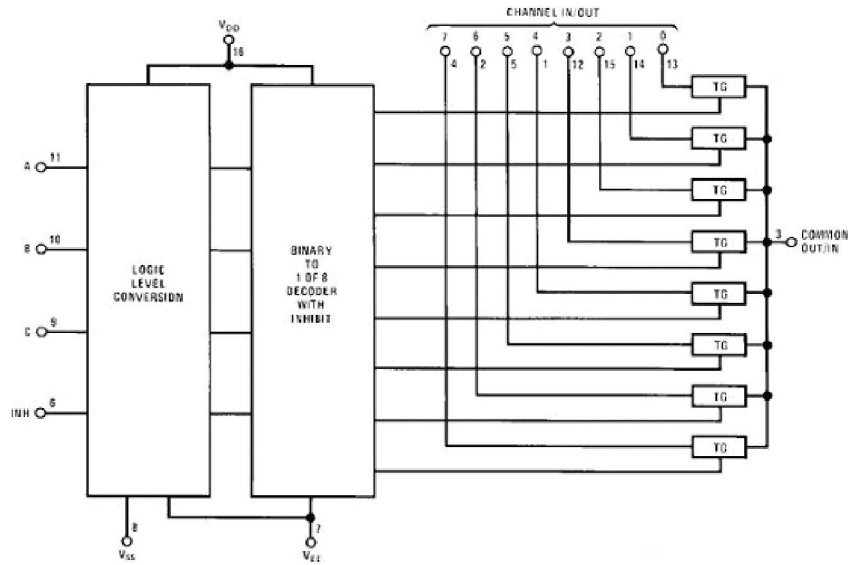 CHANNEL IN/OUT
VDD
16
7 6 5 4 3 2 1 0
4 2 5 1 12 15 14 13
TG
A 11
TG
TG
B 10
LOGIC
LEVEL
CONVERSION
BINARY
TO
1 OF 8
DECODER
WITH
INHIBIT
TG
3 COMMON
OUT/IN
TG
C 9
TG
INH 6
TG
TG
8
VSS
7
VEE